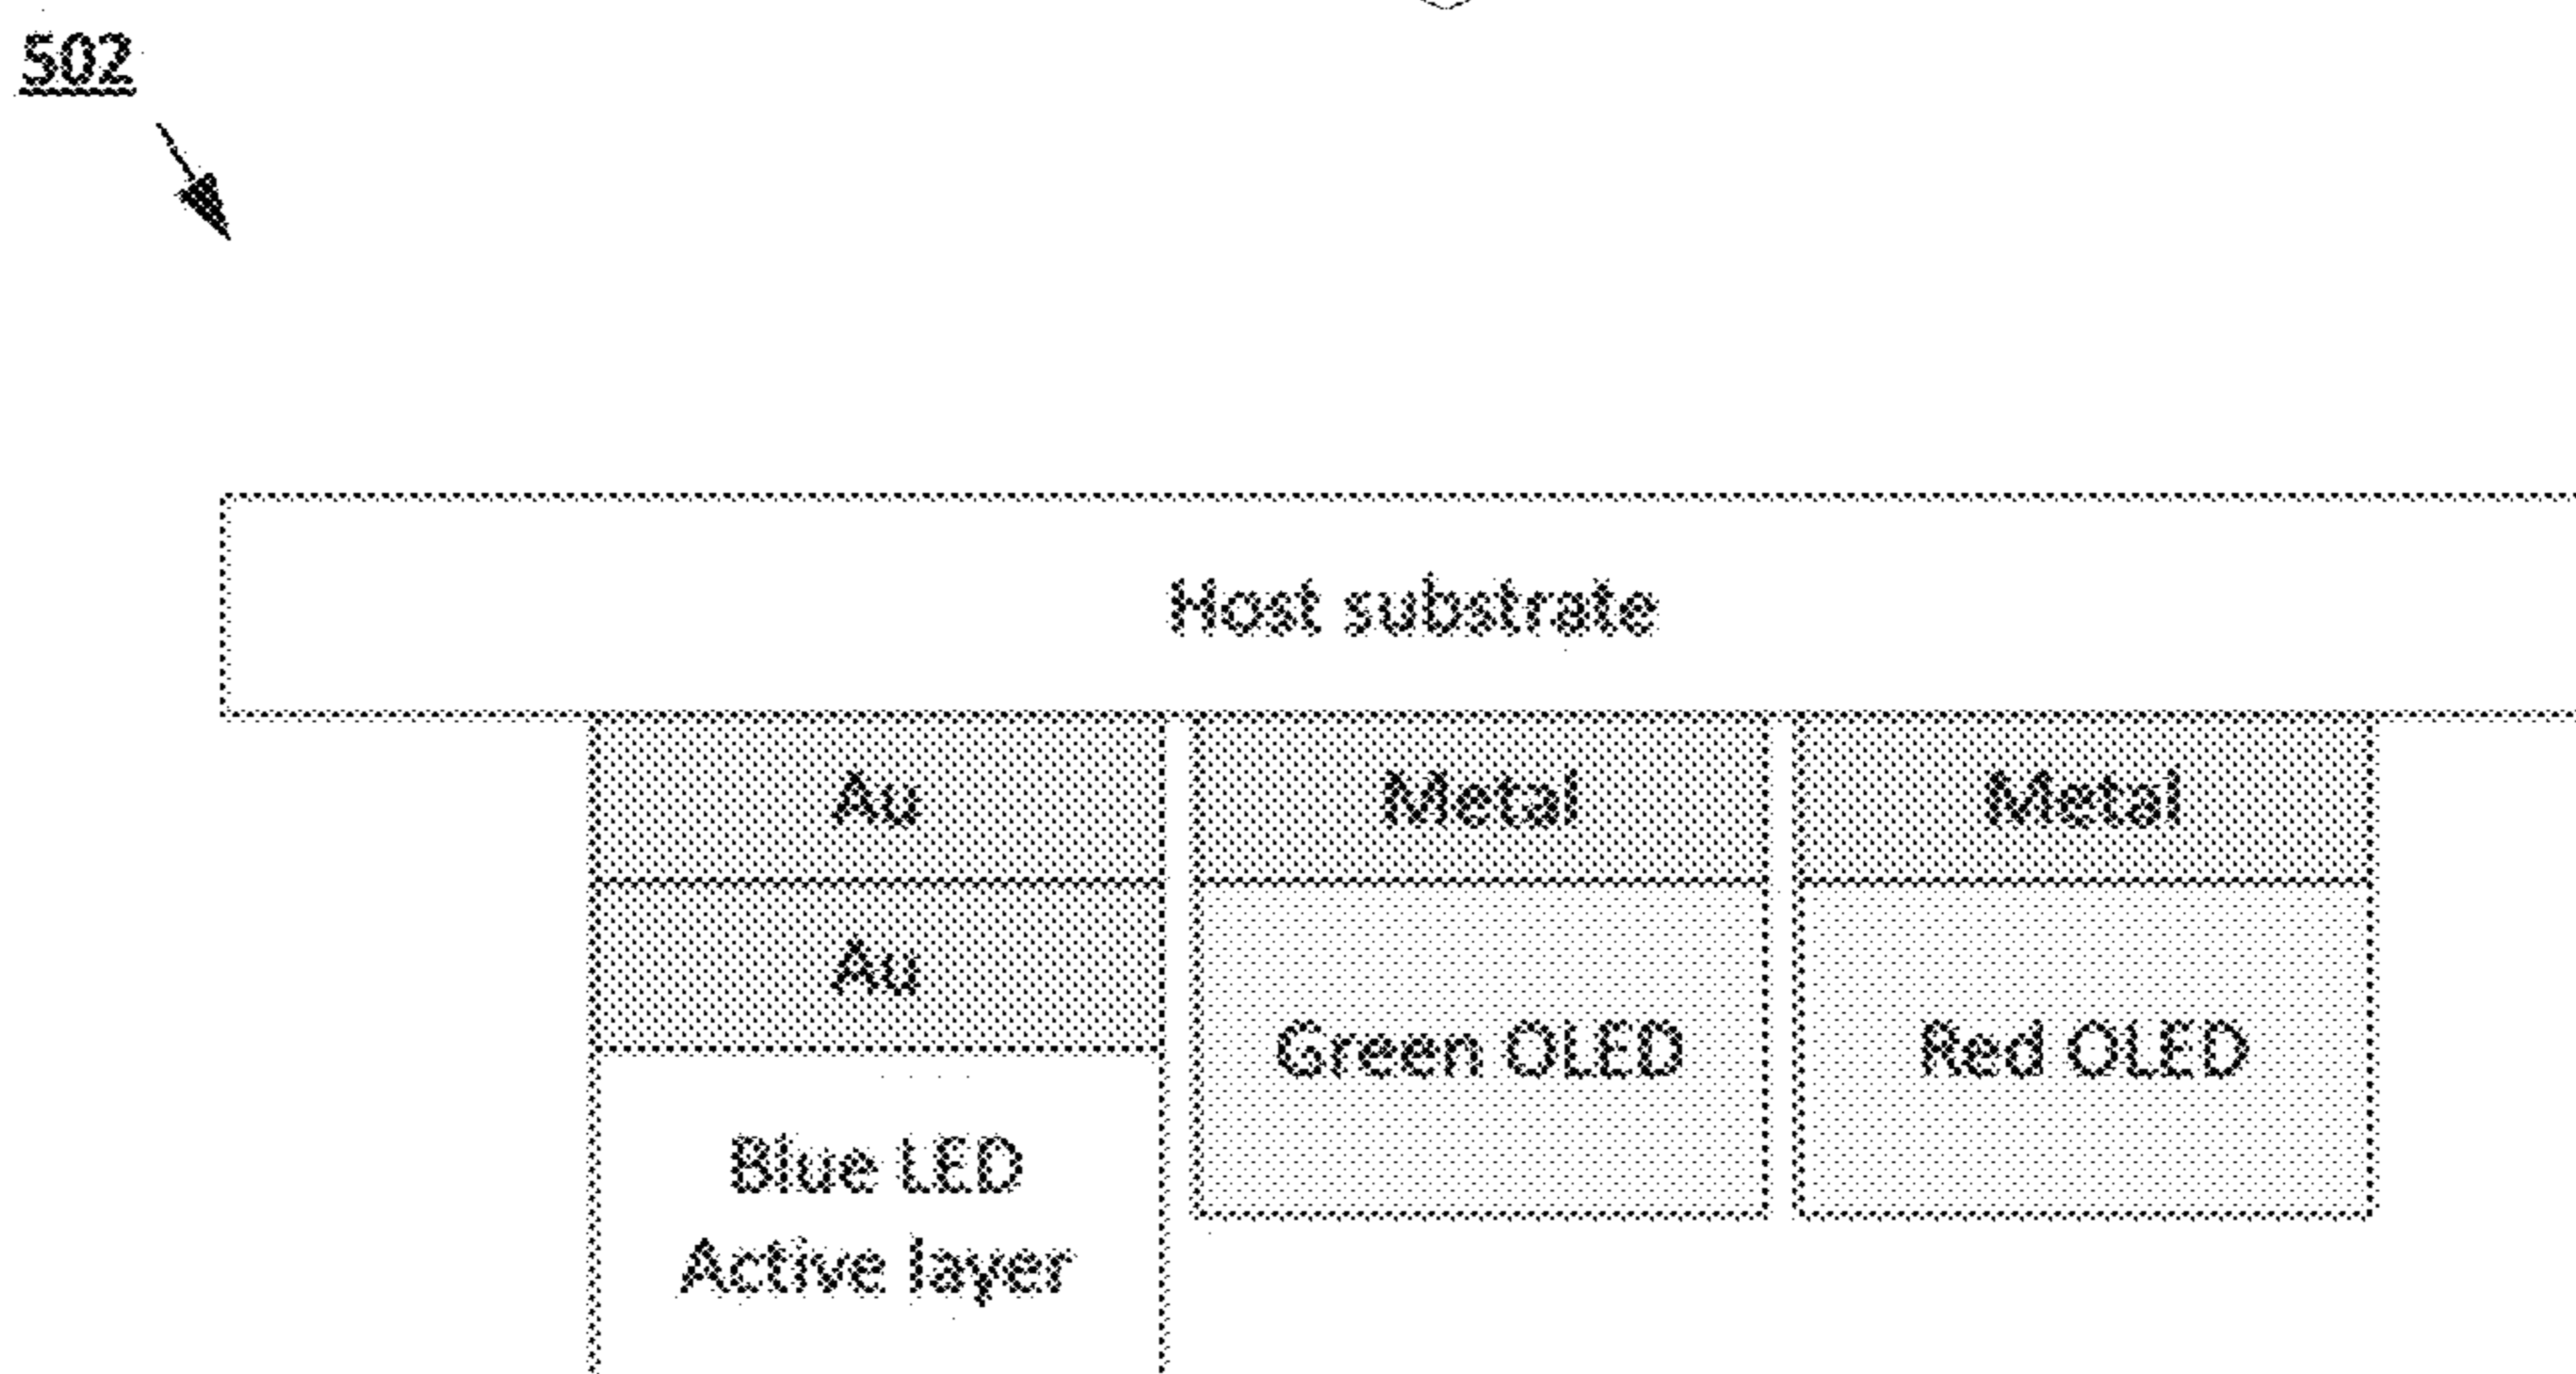 502
Host substrate
Au
Metal
Metal
Au
Green OLED
Red OLED
Blue LED
Active layer